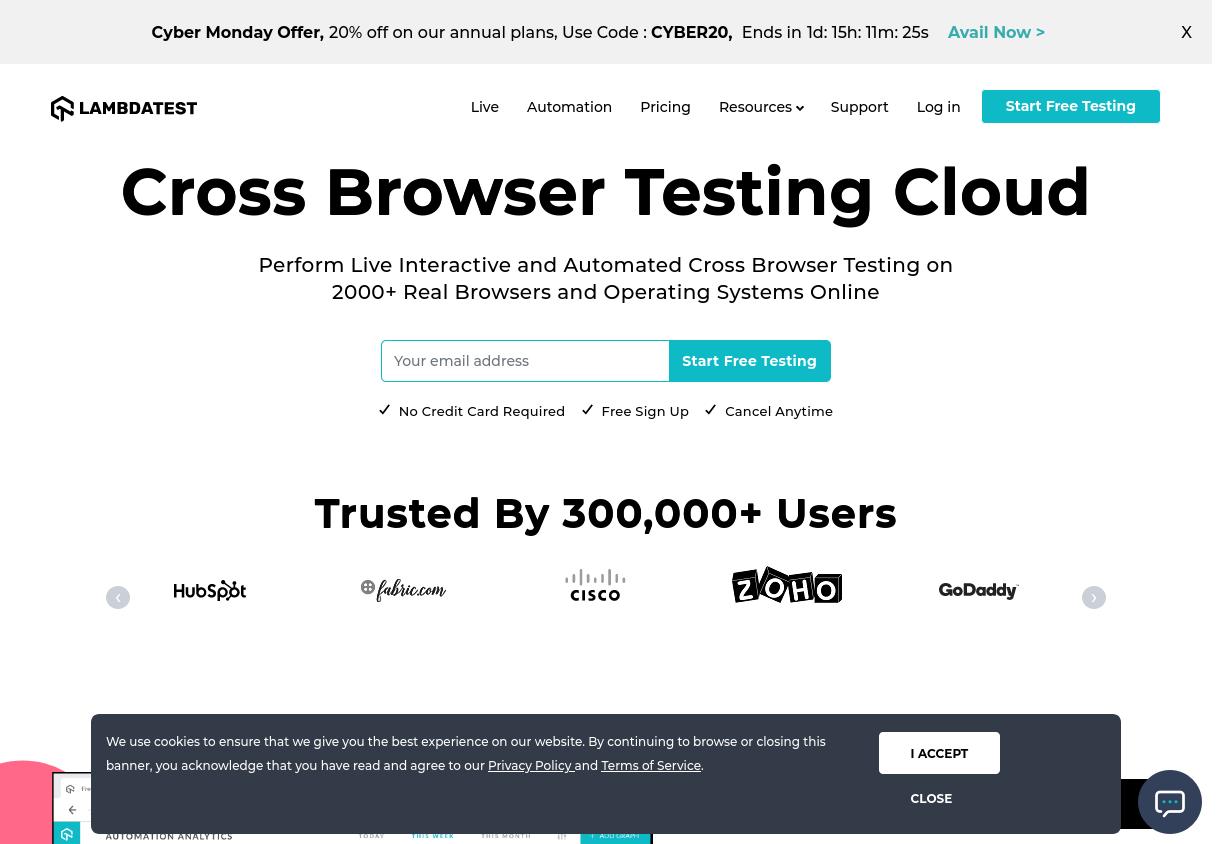 Cyber Monday Offer, 20% off on our annual plans, Use Code : CYBER20, Ends in 1d: 15h: 11m: 25s Avail Now > X
LAMBDATEST Live Automation Pricing Resources Support Log in Start Free Testing
Cross Browser Testing Cloud
Perform Live Interactive and Automated Cross Browser Testing on
2000+ Real Browsers and Operating Systems Online
Your email address Start Free Testing
No Credit Card Required Free Sign Up Cancel Anytime
Trusted By 300,000+ Users
HubSpot fabric.com CISCO ZOHO GoDaddy
We use cookies to ensure that we give you the best experience on our website. By continuing to browse or closing this
banner, you acknowledge that you have read and agree to our Privacy Policy and Terms of Service.
I ACCEPT
CLOSE
AUTOMATION ANALYTICS TODAY THIS WEEK THIS MONTH + ADD GRAPH